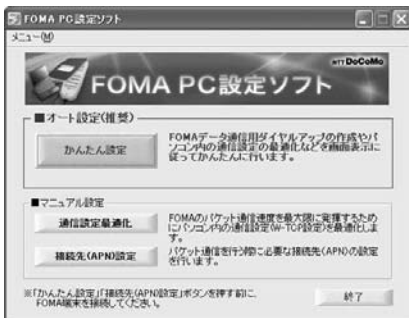 FOMA PC設定ソフト
メニュー(M)
NTT DoCoMo
FOMA PC設定ソフト
■オート設定(推奨)
かんたん設定
FOMAデータ通信用ダイヤルアップの作成やパ
ソコン内の通信設定の最適化などを画面表示に
従ってかんたんに行います。
■マニュアル設定
通信設定最適化
FOMAのパケット通信速度を最大限に発揮するため
にパソコン内の通信設定(W-TCP設定)を最適化しま
す。
接続先(APN)設定
パケット通信を行う際に必要な接続先(APN)の設定
を行います。
※「かんたん設定」「接続先(APN)設定」ボタンを押す前に、
FOMA端末を接続してください。
終了